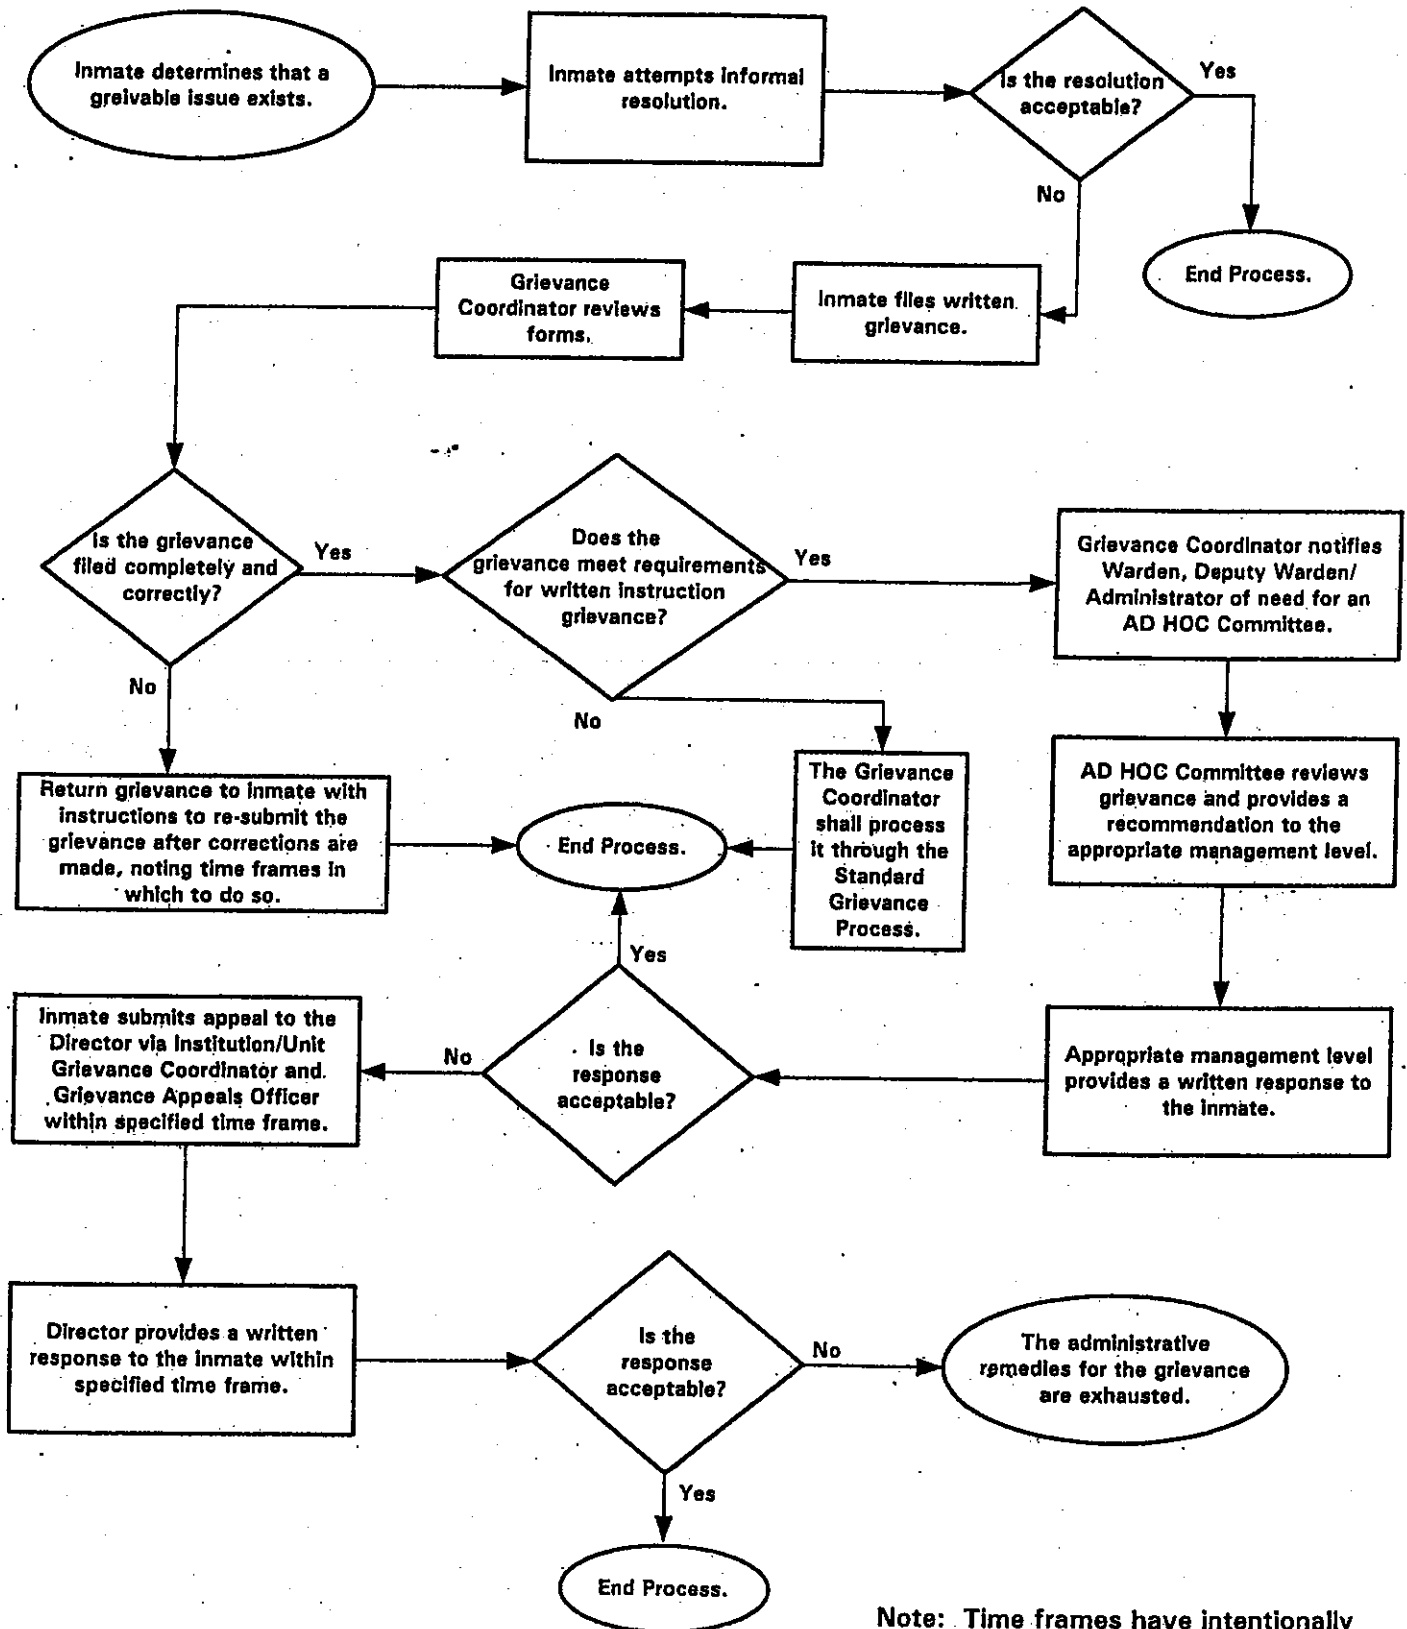 Inmate determines that a
greivable issue exists.
Inmate attempts informal
resolution.
Is the resolution
acceptable?
Yes
No
End Process.
Inmate files written
grievance.
Grievance
Coordinator reviews
forms.
Is the grievance
filed completely and
correctly?
Yes
No
Does the
grievance meet requirements
for written instruction
grievance?
Yes
No
Grievance Coordinator notifies
Warden, Deputy Warden/
Administrator of need for an
AD HOC Committee.
Return grievance to inmate with
instructions to re-submit the
grievance after corrections are
made, noting time frames in
which to do so.
End Process.
The Grievance
Coordinator
shall process
it through the
Standard
Grievance
Process.
AD HOC Committee reviews
grievance and provides a
recommendation to the
appropriate management level.
Appropriate management level
provides a written response to
the inmate.
Is the
response
acceptable?
Yes
No
Inmate submits appeal to the
Director via Institution/Unit
Grievance Coordinator and
Grievance Appeals Officer
within specified time frame.
Director provides a written
response to the inmate within
specified time frame.
Is the
response
acceptable?
No
Yes
The administrative
remedies for the grievance
are exhausted.
End Process.
Note: Time frames have intentionally